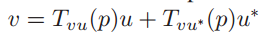 v = T_{vu}(p)u + T_{vu^*}(p)u^*